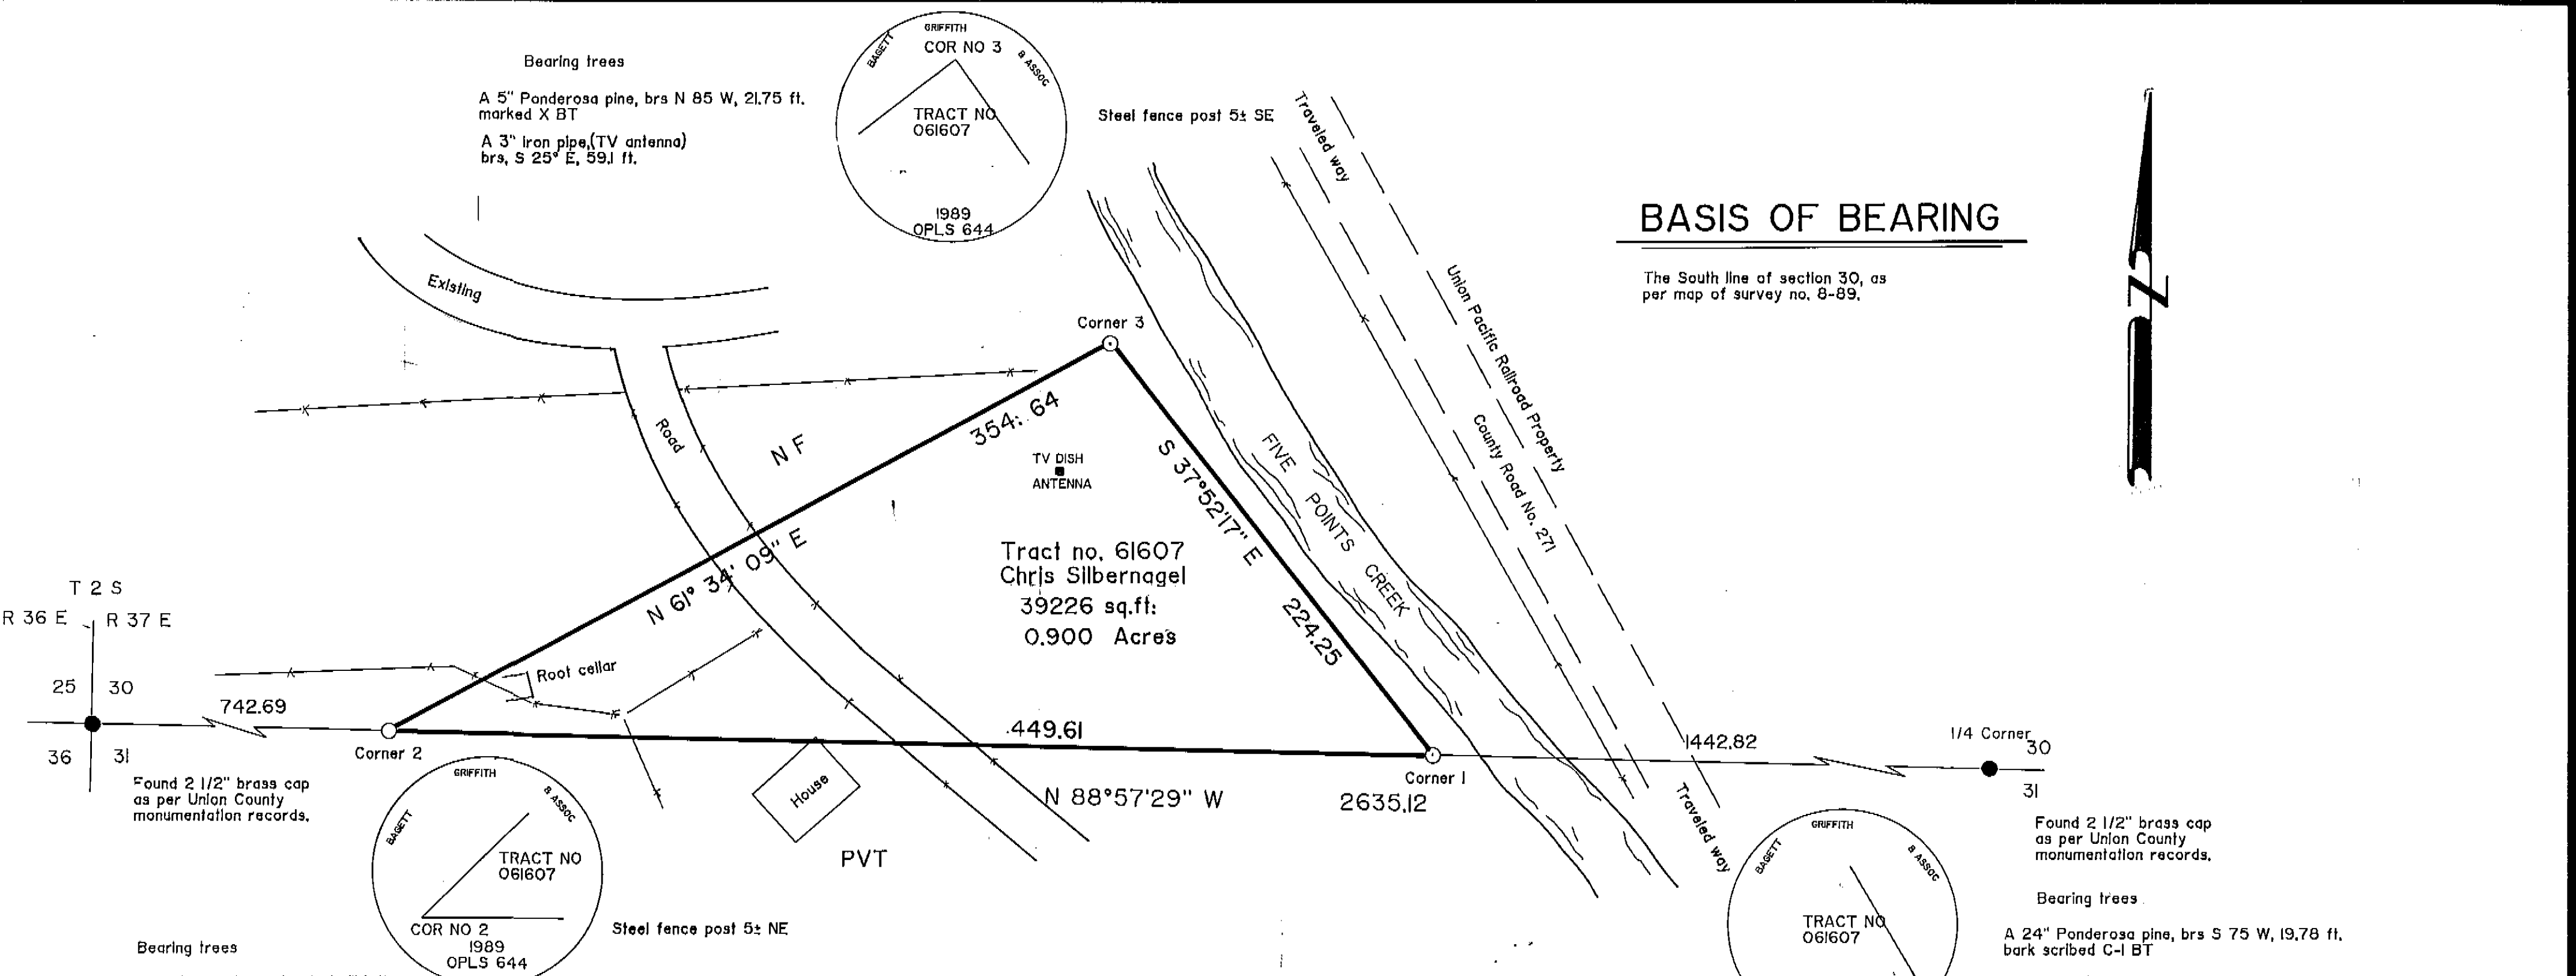 Bearing trees
A 5" Ponderosa pine, brs N 85 W, 21.75 ft.
marked X BT
A 3" Iron pipe,(TV antenna)
brs, S 25° E, 59.1 ft.
BAGETT
GRIFFITH
& ASSOC
COR NO 3
TRACT NO
061607
1989
OPLS 644
Steel fence post 5± SE
Traveled way
BASIS OF BEARING
The South line of section 30, as
per map of survey no. 8-89.
N
Existing
Road
Corner 3
Union Pacific Railroad Property
County Road No. 271
N F
354. 64
TV DISH
ANTENNA
S 37°52'17" E
224.25
FIVE
POINTS
CREEK
N 61° 34' 09" E
Tract no. 61607
Chris Silbernagel
39226 sq.ft.
0.900 Acres
T 2 S
R 36 E
R 37 E
25
30
36
31
742.69
Root cellar
Corner 2
449.61
N 88°57'29" W
House
PVT
Corner 1
2635.12
1442.82
Traveled way
1/4 Corner
30
31
Found 2 1/2" brass cap
as per Union County
monumentation records.
BAGETT
GRIFFITH
& ASSOC
TRACT NO
061607
COR NO 2
1989
OPLS 644
Steel fence post 5± NE
Bearing trees
BAGETT
GRIFFITH
& ASSOC
TRACT NO
061607
Found 2 1/2" brass cap
as per Union County
monumentation records.
Bearing trees
A 24" Ponderosa pine, brs S 75 W, 19.78 ft.
bark scribed C-1 BT